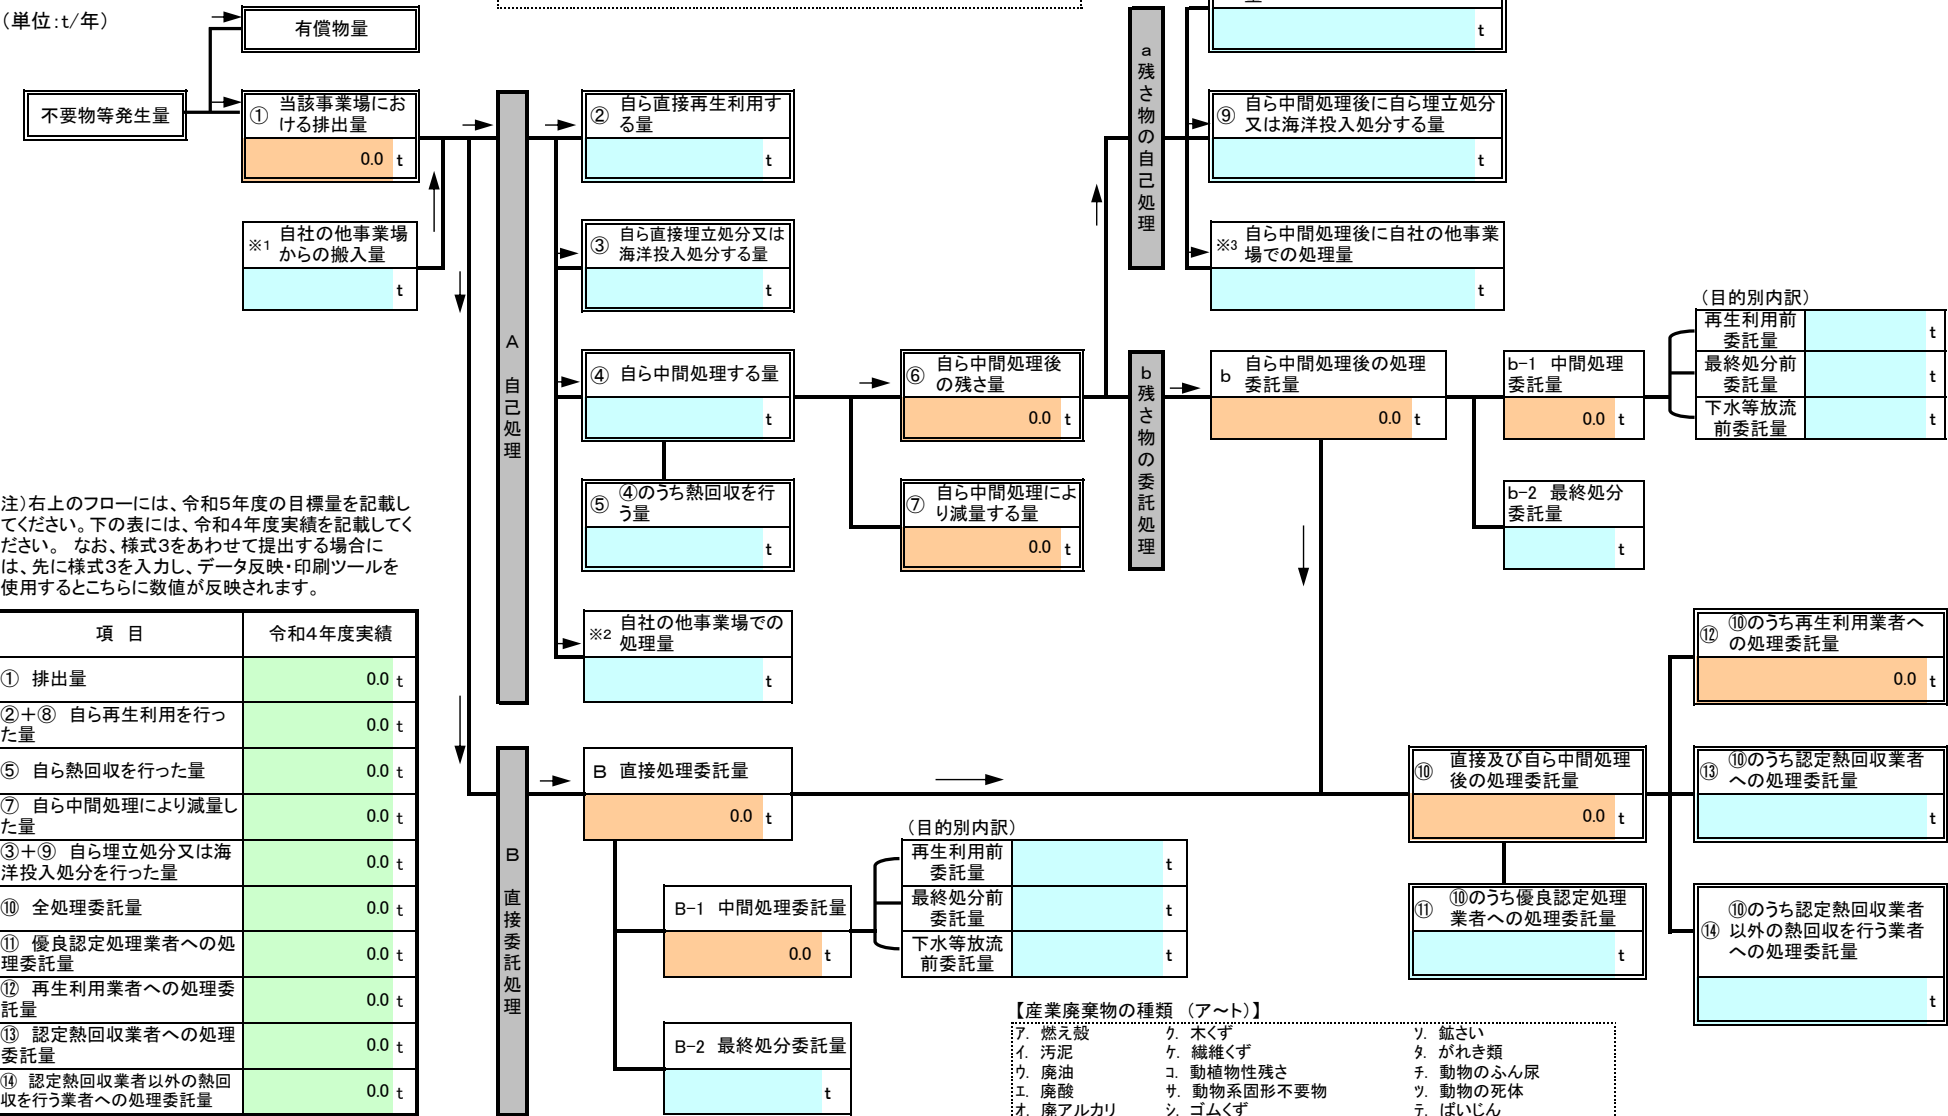 （単位：t/年）
有償物量
不要物等発生量
① 当該事業場にお
ける排出量
0.0 t
※1 自社の他事業場
からの搬入量
t
A 自己処理
② 自ら直接再生利用す
る量
t
③ 自ら直接埋立処分又は
海洋投入処分する量
t
④ 自ら中間処理する量
t
⑤ ④のうち熱回収を行
う量
t
※2 自社の他事業場での
処理量
t
⑥ 自ら中間処理後
の残さ量
0.0 t
⑦ 自ら中間処理によ
り減量する量
0.0 t
a 残さ物の自己処理
t
⑨ 自ら中間処理後に自ら埋立処分
又は海洋投入処分する量
t
※3 自ら中間処理後に自社の他事業
場での処理量
t
b 残さ物の委託処理
b 自ら中間処理後の処理
委託量
0.0 t
b-1 中間処理
委託量
0.0 t
（目的別内訳）
再生利用前
委託量
t
最終処分前
委託量
t
下水等放流
前委託量
t
b-2 最終処分
委託量
t
注）右上のフローには、令和５年度の目標量を記載し
てください。下の表には、令和４年度実績を記載してく
ださい。 なお、様式３をあわせて提出する場合に
は、先に様式３を入力し、データ反映・印刷ツールを
使用するとこちらに数値が反映されます。
項 目 令和４年度実績
① 排出量 0.0 t
②＋⑧ 自ら再生利用を行っ
た量 0.0 t
⑤ 自ら熱回収を行った量 0.0 t
⑦ 自ら中間処理により減量し
た量 0.0 t
③＋⑨ 自ら埋立処分又は海
洋投入処分を行った量 0.0 t
⑩ 全処理委託量 0.0 t
⑪ 優良認定処理業者への処
理委託量 0.0 t
⑫ 再生利用業者への処理委
託量 0.0 t
⑬ 認定熱回収業者への処理
委託量 0.0 t
⑭ 認定熱回収業者以外の熱回
収を行う業者への処理委託量 0.0 t
B 直接委託処理
B 直接処理委託量
0.0 t
B-1 中間処理委託量
0.0 t
（目的別内訳）
再生利用前
委託量
t
最終処分前
委託量
t
下水等放流
前委託量
t
B-2 最終処分委託量
t
⑩ 直接及び自ら中間処理
後の処理委託量
0.0 t
⑪ ⑩のうち優良認定処理
業者への処理委託量
t
⑫ ⑩のうち再生利用業者へ
の処理委託量
0.0 t
⑬ ⑩のうち認定熱回収業者
への処理委託量
t
⑭ ⑩のうち認定熱回収業者
以外の熱回収を行う業者
への処理委託量
t
【産業廃棄物の種類 （ア～ト）】
ｱ. 燃え殻 ｸ. 木くず ｿ. 鉱さい
ｲ. 汚泥 ｹ. 繊維くず ﾀ. がれき類
ｳ. 廃油 ｺ. 動植物性残さ ﾁ. 動物のふん尿
ｴ. 廃酸 ｻ. 動物系固形不要物 ﾂ. 動物の死体
ｵ. 廃アルカリ ｼ. ゴムくず ﾃ. ばいじん